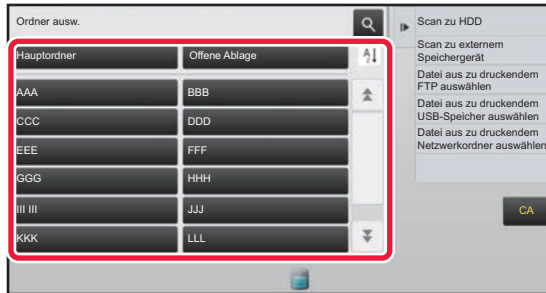 Ordner ausw.
Hauptordner
Offene Ablage
AAA
BBB
CCC
DDD
EEE
FFF
GGG
HHH
III III
JJJ
KKK
LLL
Scan zu HDD
Scan zu externem
Speichergerät
Datei aus zu druckendem
FTP auswählen
Datei aus zu druckendem
USB-Speicher auswählen
Datei aus zu druckendem
Netzwerkordner auswählen
CA